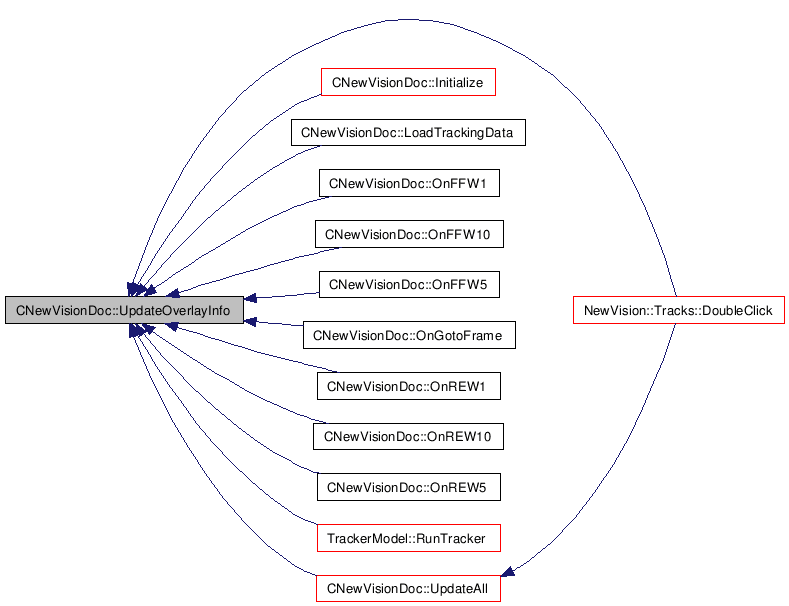 CNewVisionDoc::Initialize
CNewVisionDoc::LoadTrackingData
CNewVisionDoc::OnFFW1
CNewVisionDoc::OnFFW10
CNewVisionDoc::OnFFW5
CNewVisionDoc::UpdateOverlayInfo
NewVision::Tracks::DoubleClick
CNewVisionDoc::OnGotoFrame
CNewVisionDoc::OnREW1
CNewVisionDoc::OnREW10
CNewVisionDoc::OnREW5
TrackerModel::RunTracker
CNewVisionDoc::UpdateAll